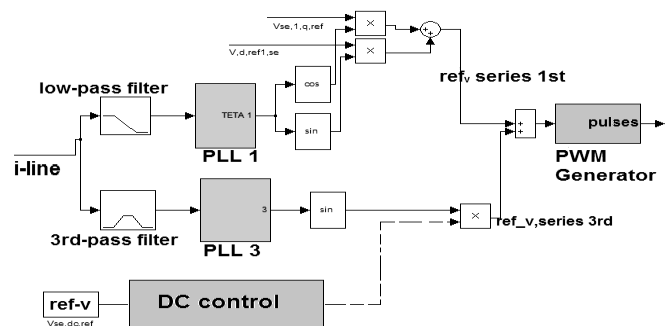 Vse,1,q,ref
×
V,d,ref1,se
×
++
ref_v series 1st
low-pass filter
cos
TETA 1
sin
PLL 1
i-line
+
+
pulses
PWM
Generator
3
sin
×
ref_v,series 3rd
3rd-pass filter
PLL 3
ref-v
DC control
Vse,dc,ref